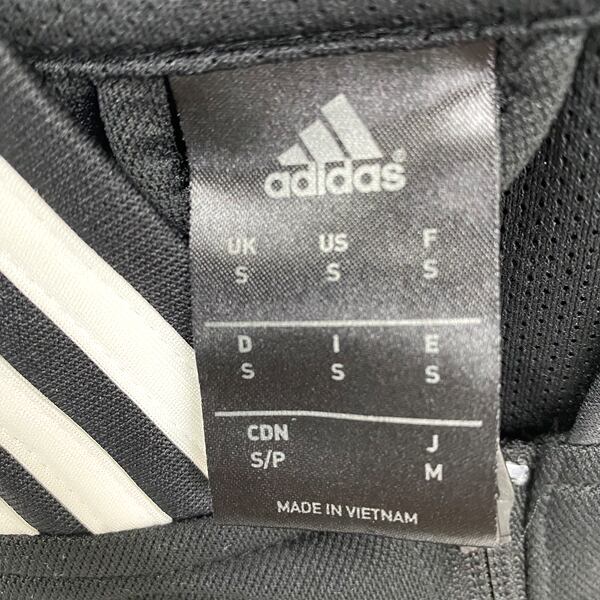 adidas
UK US F
S S S
D I E
S S S
CDN J
S/P M
MADE IN VIETNAM